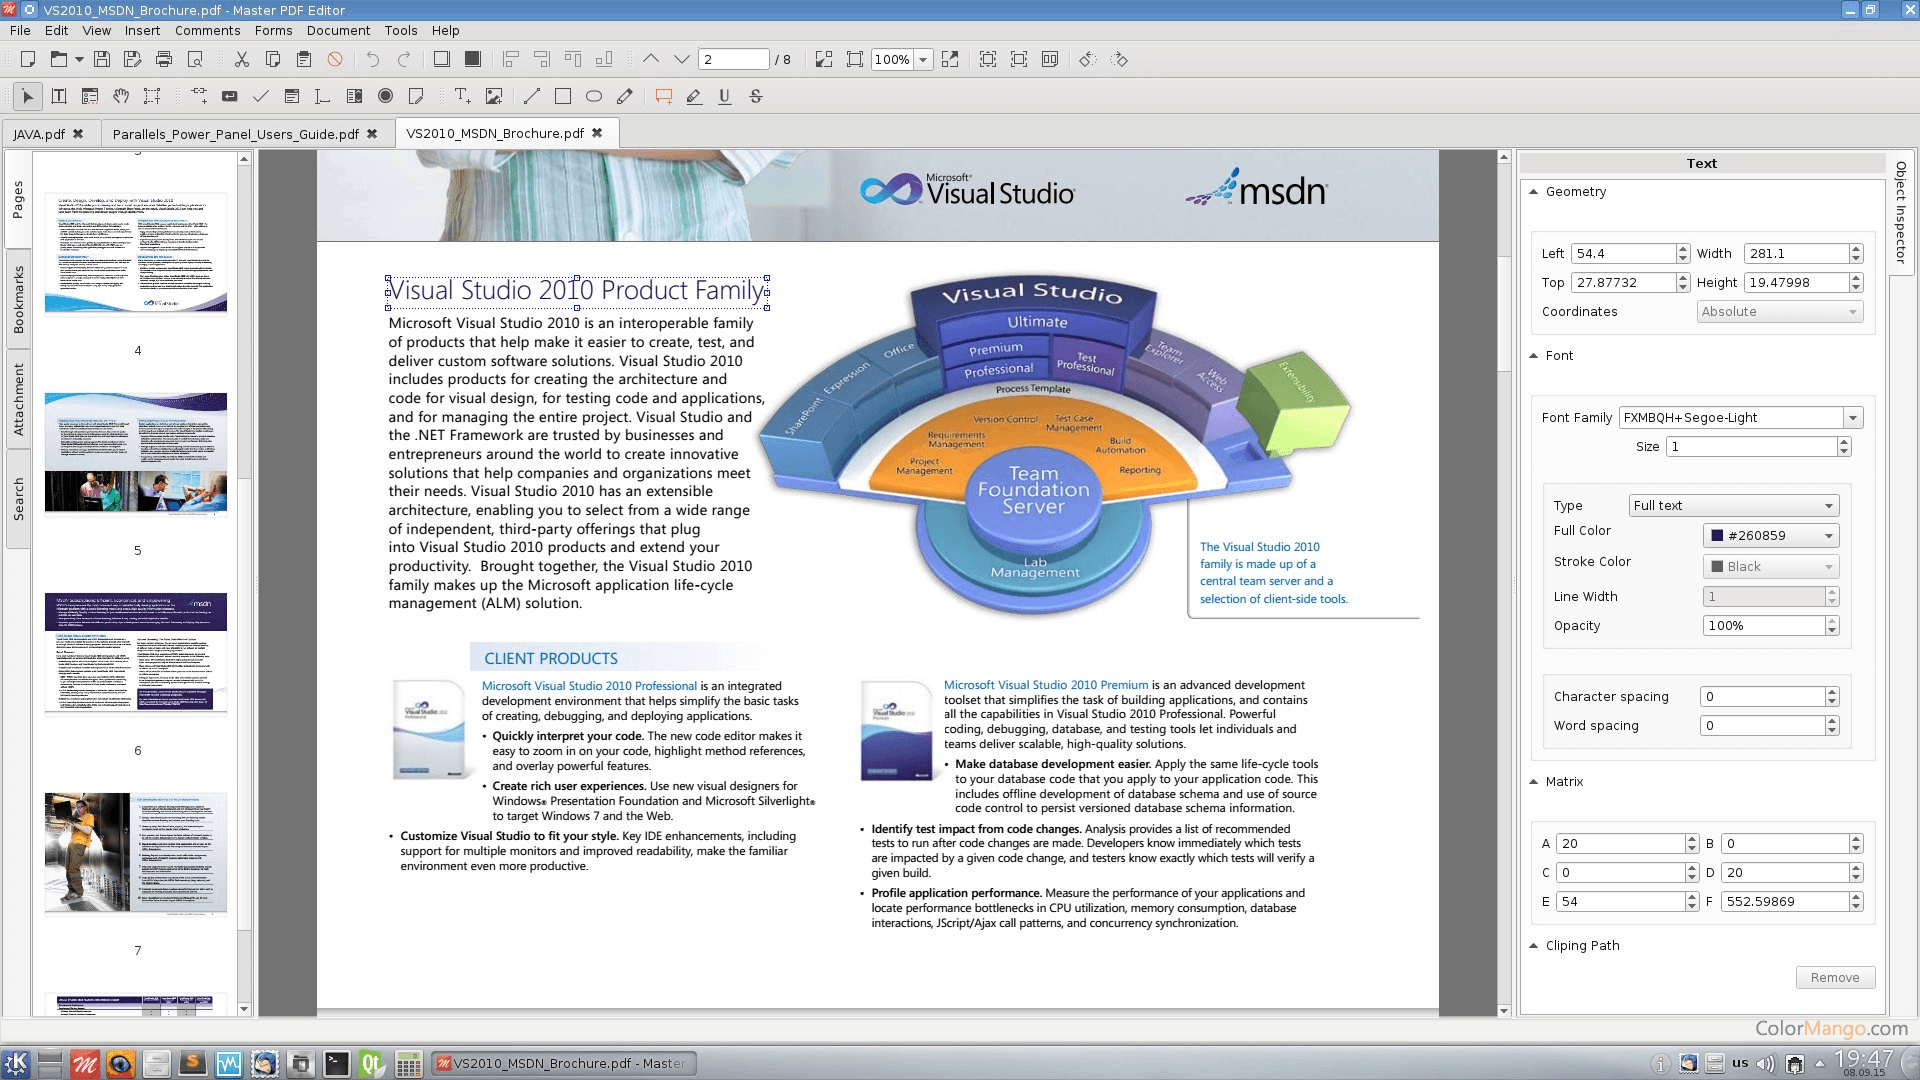 VS2010_MSDN_Brochure.pdf - Master PDF Editor
File Edit View Insert Comments Forms Document Tools Help
2 / 8 100%
JAVA.pdf Parallels_Power_Panel_Users_Guide.pdf VS2010_MSDN_Brochure.pdf
Pages
Bookmarks
Attachment
Search
4
5
6
7
Microsoft®
Visual Studio®
msdn
Visual Studio 2010 Product Family
Microsoft Visual Studio 2010 is an interoperable family
of products that help make it easier to create, test, and
deliver custom software solutions. Visual Studio 2010
includes products for creating the architecture and
code for visual design, for testing code and applications,
and for managing the entire project. Visual Studio and
the .NET Framework are trusted by businesses and
entrepreneurs around the world to create innovative
solutions that help companies and organizations meet
their needs. Visual Studio 2010 has an extensible
architecture, enabling you to select from a wide range
of independent, third-party offerings that plug
into Visual Studio 2010 products and extend your
productivity.  Brought together, the Visual Studio 2010
family makes up the Microsoft application life-cycle
management (ALM) solution.
Visual Studio
Ultimate
Premium
Professional
Test
Professional
Process Template
SharePoint
Expression
Office
Team
Explorer
Web
Access
Extensibility
Version Control
Test Case
Management
Requirements
Management
Build
Automation
Project
Management
Reporting
Team
Foundation
Server
Lab
Management
The Visual Studio 2010
family is made up of a
central team server and a
selection of client-side tools.
CLIENT PRODUCTS
Microsoft Visual Studio 2010 Professional is an integrated
development environment that helps simplify the basic tasks
of creating, debugging, and deploying applications.
• Quickly interpret your code. The new code editor makes it
easy to zoom in on your code, highlight method references,
and overlay powerful features.
• Create rich user experiences. Use new visual designers for
Windows® Presentation Foundation and Microsoft Silverlight®
to target Windows 7 and the Web.
• Customize Visual Studio to fit your style. Key IDE enhancements, including
support for multiple monitors and improved readability, make the familiar
environment even more productive.
Microsoft Visual Studio 2010 Premium is an advanced development
toolset that simplifies the task of building applications, and contains
all the capabilities in Visual Studio 2010 Professional. Powerful
coding, debugging, database, and testing tools let individuals and
teams deliver scalable, high-quality solutions.
• Make database development easier. Apply the same life-cycle tools
to your database code that you apply to your application code. This
includes offline development of database schema and use of source
code control to persist versioned database schema information.
• Identify test impact from code changes. Analysis provides a list of recommended
tests to run after code changes are made. Developers know immediately which tests
are impacted by a given code change, and testers know exactly which tests will verify a
given build.
• Profile application performance. Measure the performance of your applications and
locate performance bottlenecks in CPU utilization, memory consumption, database
interactions, JScript/Ajax call patterns, and concurrency synchronization.
Text
Object Inspector
Geometry
Left 54.4 Width 281.1
Top 27.87732 Height 19.47998
Coordinates Absolute
Font
Font Family FXMBQH+Segoe-Light
Size 1
Type Full text
Full Color #260859
Stroke Color Black
Line Width 1
Opacity 100%
Character spacing 0
Word spacing 0
Matrix
A 20 B 0
C 0 D 20
E 54 F 552.59869
Cliping Path
Remove
ColorMango.com
VS2010_MSDN_Brochure.pdf - Master
us
19:47
08.09.15